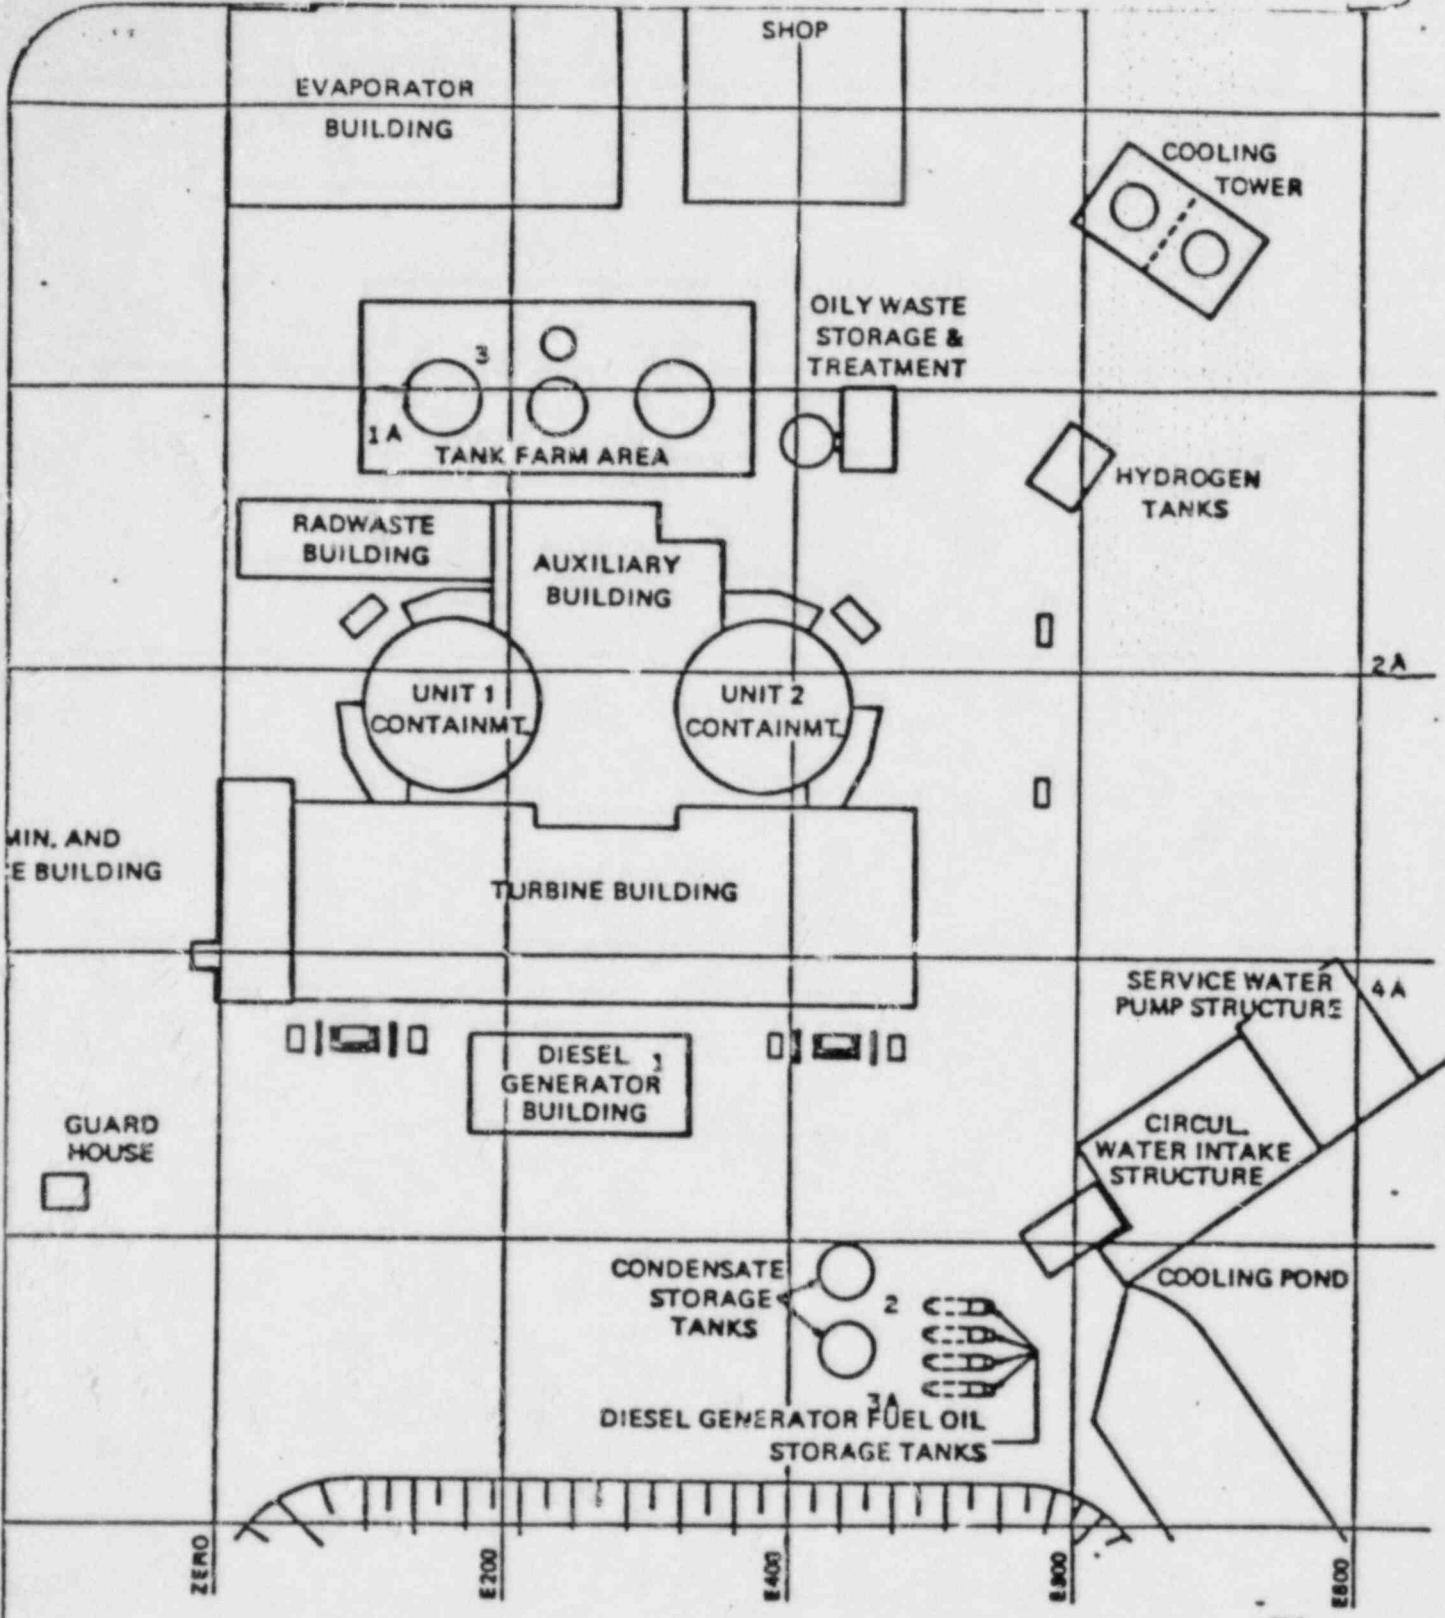 SHOP
EVAPORATOR
BUILDING
COOLING
TOWER
OILY WASTE
STORAGE &
TREATMENT
3
1A
TANK FARM AREA
HYDROGEN
TANKS
RADWASTE
BUILDING
AUXILIARY
BUILDING
2A
UNIT 1
CONTAINMT.
UNIT 2
CONTAINMT.
MIN. AND
E BUILDING
TURBINE BUILDING
SERVICE WATER
PUMP STRUCTURE
4A
DIESEL 1
GENERATOR
BUILDING
GUARD
HOUSE
CIRCUL.
WATER INTAKE
STRUCTURE
CONDENSATE
STORAGE
TANKS
2
COOLING POND
3A
DIESEL GENERATOR FUEL OIL
STORAGE TANKS
ZERO
E200
E400